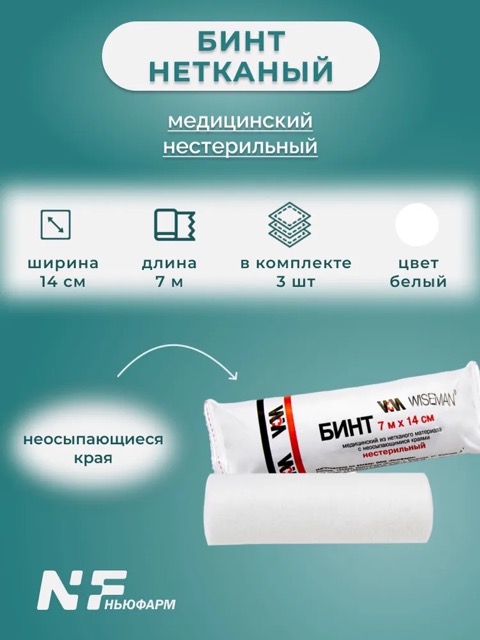 БИНТ
НЕТКАНЫЙ
медицинский
нестерильный
ширина
14 см
длина
7 м
в комплекте
3 шт
цвет
белый
неосыпающиеся
края
WISEMAN®
БИНТ 7 м х 14 см
медицинский из нетканого материала
с неосыпающимися краями
нестерильный
NF
НЬЮФАРМ